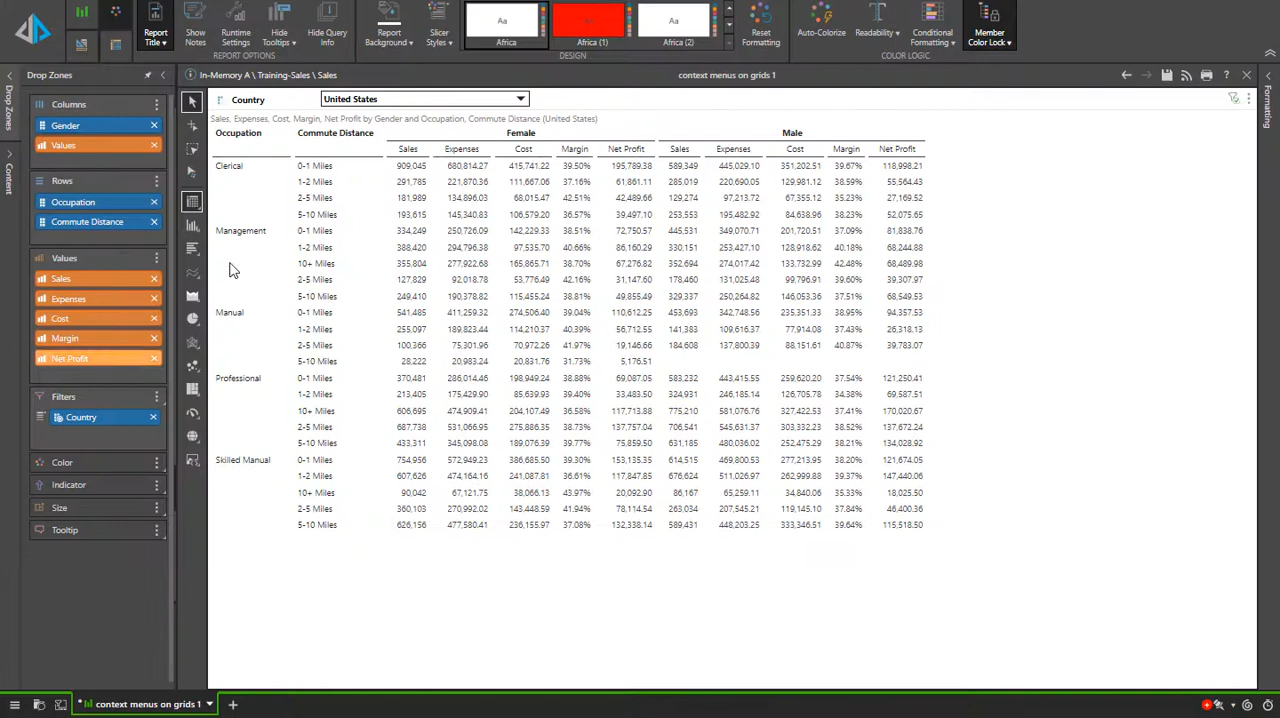 Report Title
Show Notes
Runtime Settings
Hide Tooltips
Hide Query Info
REPORT OPTIONS
Report Background
Slicer Styles
Aa Africa
Africa (1)
Aa Africa (2)
DESIGN
Reset Formatting
Auto-Colorize
Readability
Conditional Formatting
Member Color Lock
COLOR LOGIC
Drop Zones
In-Memory A \ Training-Sales \ Sales
context menus on grids 1
Drop Zones
Content
Formatting
Columns
Gender
Values
Rows
Occupation
Commute Distance
Values
Sales
Expenses
Cost
Margin
Net Profit
Filters
Country
Color
Indicator
Size
Tooltip
Country United States
Sales, Expenses, Cost, Margin, Net Profit by Gender and Occupation, Commute Distance (United States)
Occupation Commute Distance Female Male
Sales Expenses Cost Margin Net Profit Sales Expenses Cost Margin Net Profit
Clerical 0-1 Miles 909,045 680,814.27 415,741.22 39.50% 195,789.38 589,349 445,029.10 351,202.51 39.67% 118,998.21
1-2 Miles 291,785 221,870.36 111,667.06 37.16% 61,861.11 285,019 220,690.05 129,981.12 38.59% 55,564.43
2-5 Miles 181,989 134,896.03 68,015.47 42.51% 42,489.66 129,274 97,213.72 67,355.12 35.23% 27,169.52
5-10 Miles 193,615 145,340.83 106,579.20 36.57% 39,497.10 253,553 195,482.92 84,638.96 38.23% 52,075.65
Management 0-1 Miles 334,249 250,726.09 142,229.33 38.71% 72,750.57 445,531 349,070.71 201,720.51 37.09% 81,838.76
1-2 Miles 388,420 294,796.38 97,535.70 40.66% 86,160.29 330,151 253,427.10 128,918.62 40.18% 68,244.88
10+ Miles 355,804 277,922.68 165,865.71 38.70% 67,276.82 352,694 274,017.42 133,732.99 42.48% 68,489.98
2-5 Miles 127,829 92,018.78 53,776.49 42.16% 31,147.60 178,460 131,025.48 99,796.91 39.60% 39,307.97
5-10 Miles 249,410 190,378.82 115,455.24 38.81% 49,855.49 329,337 250,264.82 146,053.36 37.51% 68,549.53
Manual 0-1 Miles 541,485 411,259.32 274,506.40 39.04% 110,612.25 453,693 342,748.56 235,351.33 38.95% 94,357.53
1-2 Miles 255,097 189,823.44 114,210.37 40.39% 56,712.55 141,383 109,616.37 77,914.08 37.43% 26,318.13
2-5 Miles 100,366 75,301.96 70,972.26 41.97% 19,146.66 184,608 137,800.39 88,151.61 40.87% 39,783.07
5-10 Miles 28,222 20,983.24 20,831.76 31.73% 5,176.51
Professional 0-1 Miles 370,481 286,014.46 198,949.24 38.88% 69,087.05 583,232 443,415.55 259,620.20 37.54% 121,250.41
1-2 Miles 213,405 175,429.90 85,639.93 39.40% 33,483.50 324,931 246,185.14 126,705.78 34.38% 69,587.51
10+ Miles 606,695 474,909.41 204,107.49 36.58% 117,713.88 775,210 581,076.76 327,422.53 37.41% 170,020.67
2-5 Miles 687,738 531,066.95 275,886.35 38.73% 137,757.04 706,541 545,631.37 303,332.23 38.52% 137,672.24
5-10 Miles 433,311 345,098.08 189,076.39 39.77% 75,859.50 631,185 480,036.02 252,475.29 38.21% 134,028.92
Skilled Manual 0-1 Miles 754,956 572,949.23 386,685.50 39.30% 153,135.35 614,515 469,800.53 277,213.95 38.20% 121,674.05
1-2 Miles 607,626 474,164.16 241,087.81 36.61% 117,847.85 676,624 511,026.97 262,999.88 39.37% 147,440.06
10+ Miles 90,042 67,121.75 38,066.13 43.97% 20,092.90 86,167 65,259.11 34,840.06 35.33% 18,025.50
2-5 Miles 360,103 270,992.02 143,448.59 41.94% 78,114.54 263,034 207,545.21 119,145.10 37.84% 46,400.36
5-10 Miles 626,156 477,580.41 236,155.97 37.08% 132,338.14 589,431 448,203.25 333,346.51 39.64% 115,518.50
* context menus on grids 1